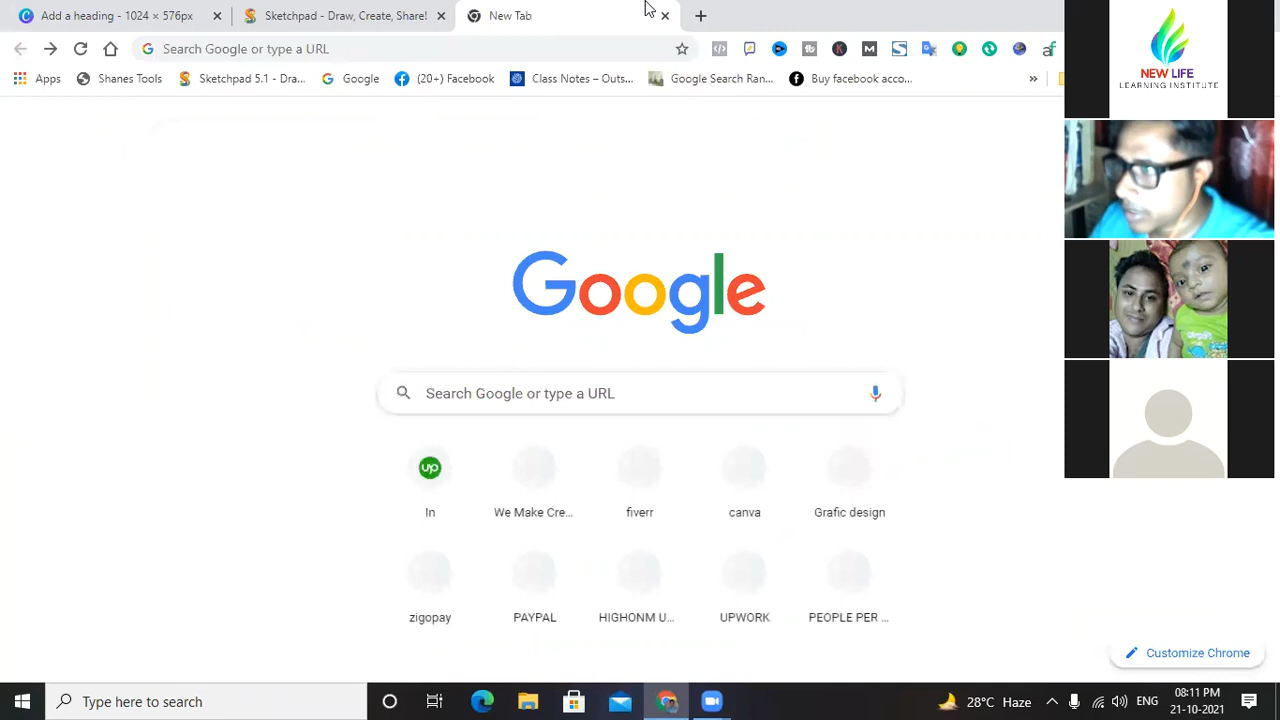 Add a heading - 1024 × 576px
Sketchpad - Draw, Create, Share!
New Tab
Search Google or type a URL
Apps
Shanes Tools
Sketchpad 5.1 - Dra...
Google
(20+) Facebook
Class Notes – Outs...
Google Search Ran...
Buy facebook acco...
»
NEW LIFE
LEARNING INSTITUTE
Google
Search Google or type a URL
up
In
We Make Cre...
fiverr
canva
Grafic design
zigopay
PAYPAL
HIGHONM U...
UPWORK
PEOPLE PER ...
Customize Chrome
Type here to search
28°C Haze
ENG
08:11 PM
21-10-2021